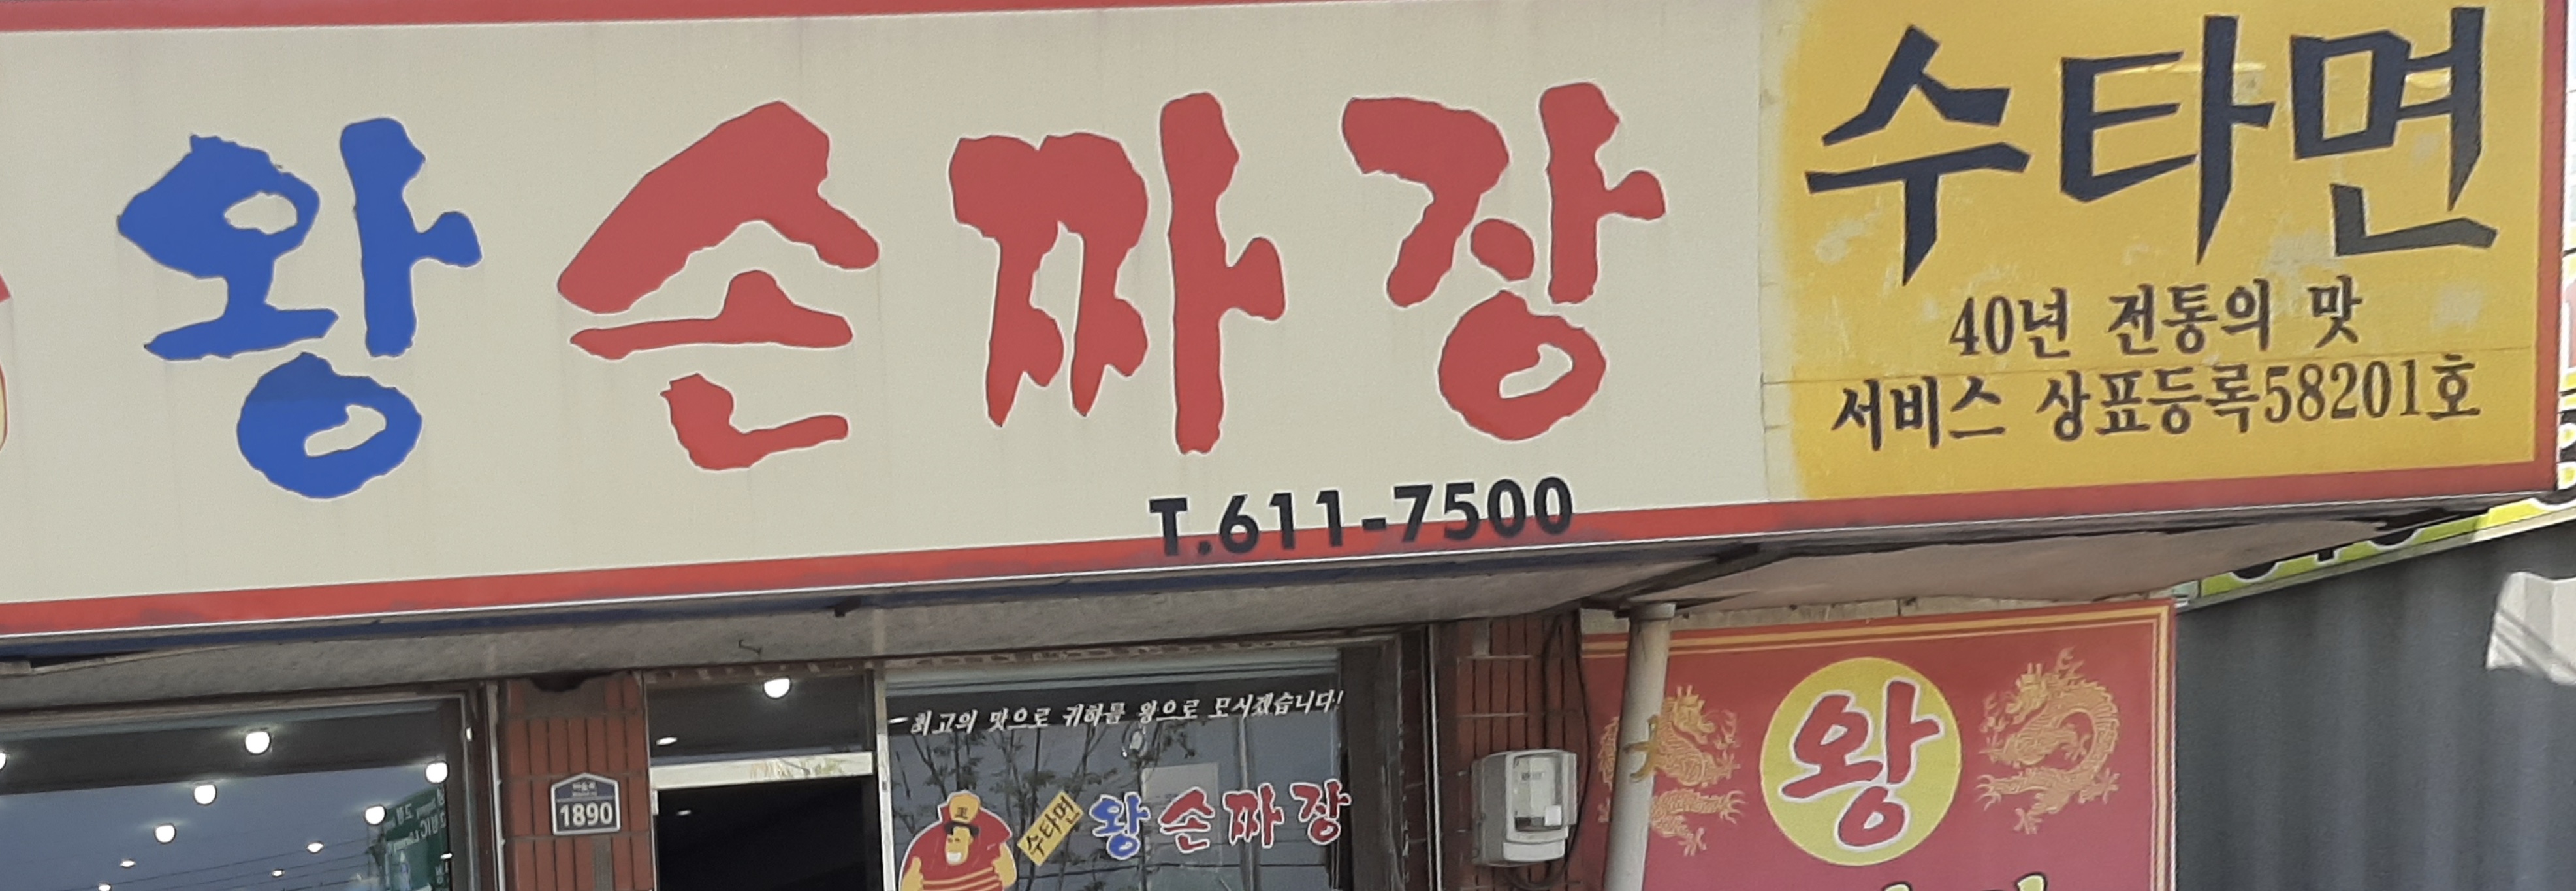 왕손짜장
수타면
40년 전통의 맛
서비스 상표등록58201호
T.611-7500
최고의 맛으로 귀하를 왕으로 모시겠습니다!
1890
수타면
왕손짜장
왕